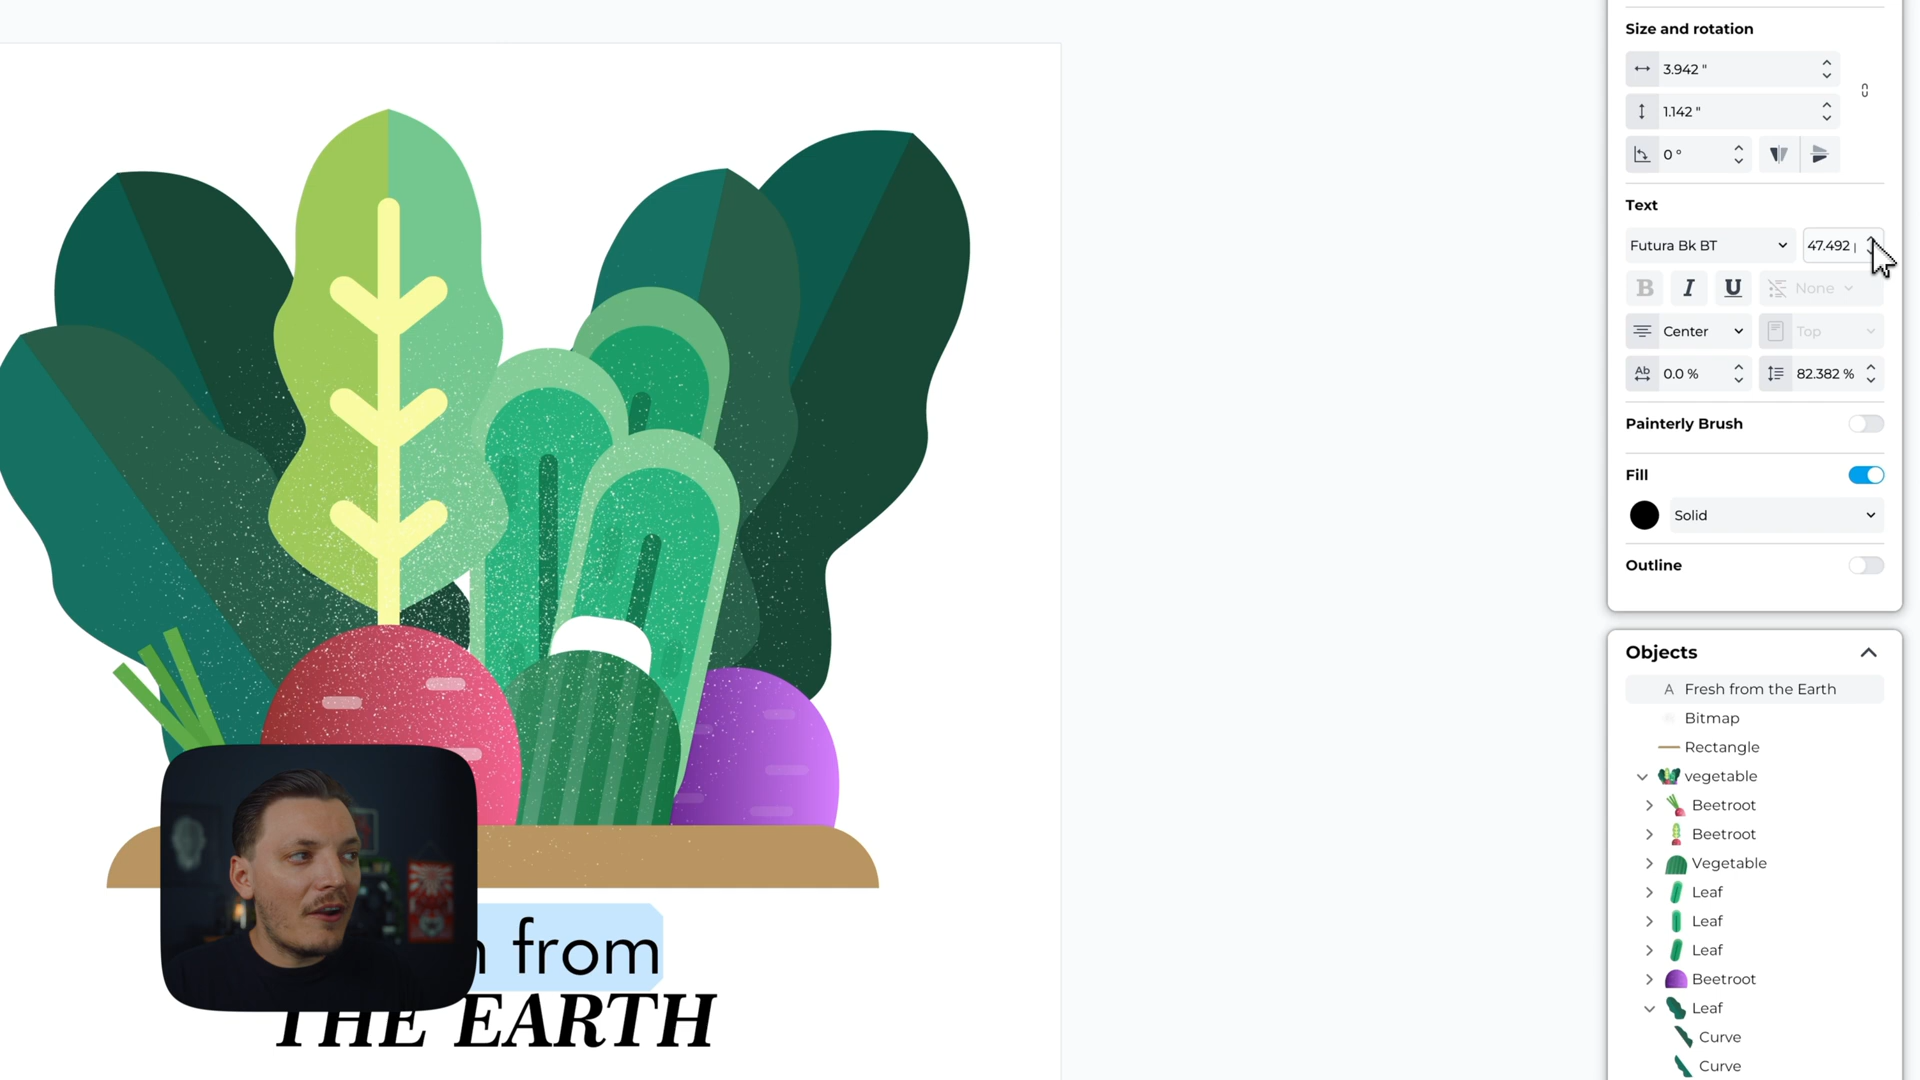 Size and rotation
3.942 "
1.142 "
0 °
Text
Futura Bk BT
47.492
B I U None
Center
Top
Ab 0.0 %
82.382 %
Painterly Brush
Fill
Solid
Outline
Objects
A Fresh from the Earth
Bitmap
Rectangle
vegetable
Beetroot
Beetroot
Vegetable
Leaf
Leaf
Leaf
Beetroot
Leaf
Curve
Curve
from
THE EARTH